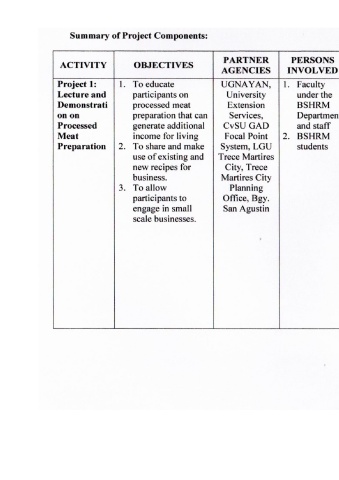 Summary of Project Components:
ACTIVITY
OBJECTIVES
PARTNER
AGENCIES
PERSONS
INVOLVED
Project 1:
Lecture and
Demonstrati
on on
Processed
Meat
Preparation
1. To educate
participants on
processed meat
preparation that can
generate additional
income for living
2. To share and make
use of existing and
new recipes for
business.
3. To allow
participants to
engage in small
scale businesses.
UGNAYAN,
University
Extension
Services,
CvSU GAD
Focal Point
System, LGU
Trece Martires
City, Trece
Martires City
Planning
Office, Bgy.
San Agustin
1. Faculty
under the
BSHRM
Departmen
and staff
2. BSHRM
students